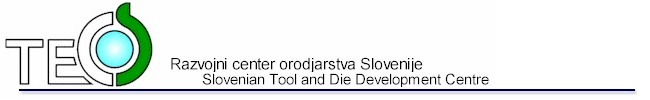 TECOS
Razvojni center orodjarstva Slovenije
Slovenian Tool and Die Development Centre